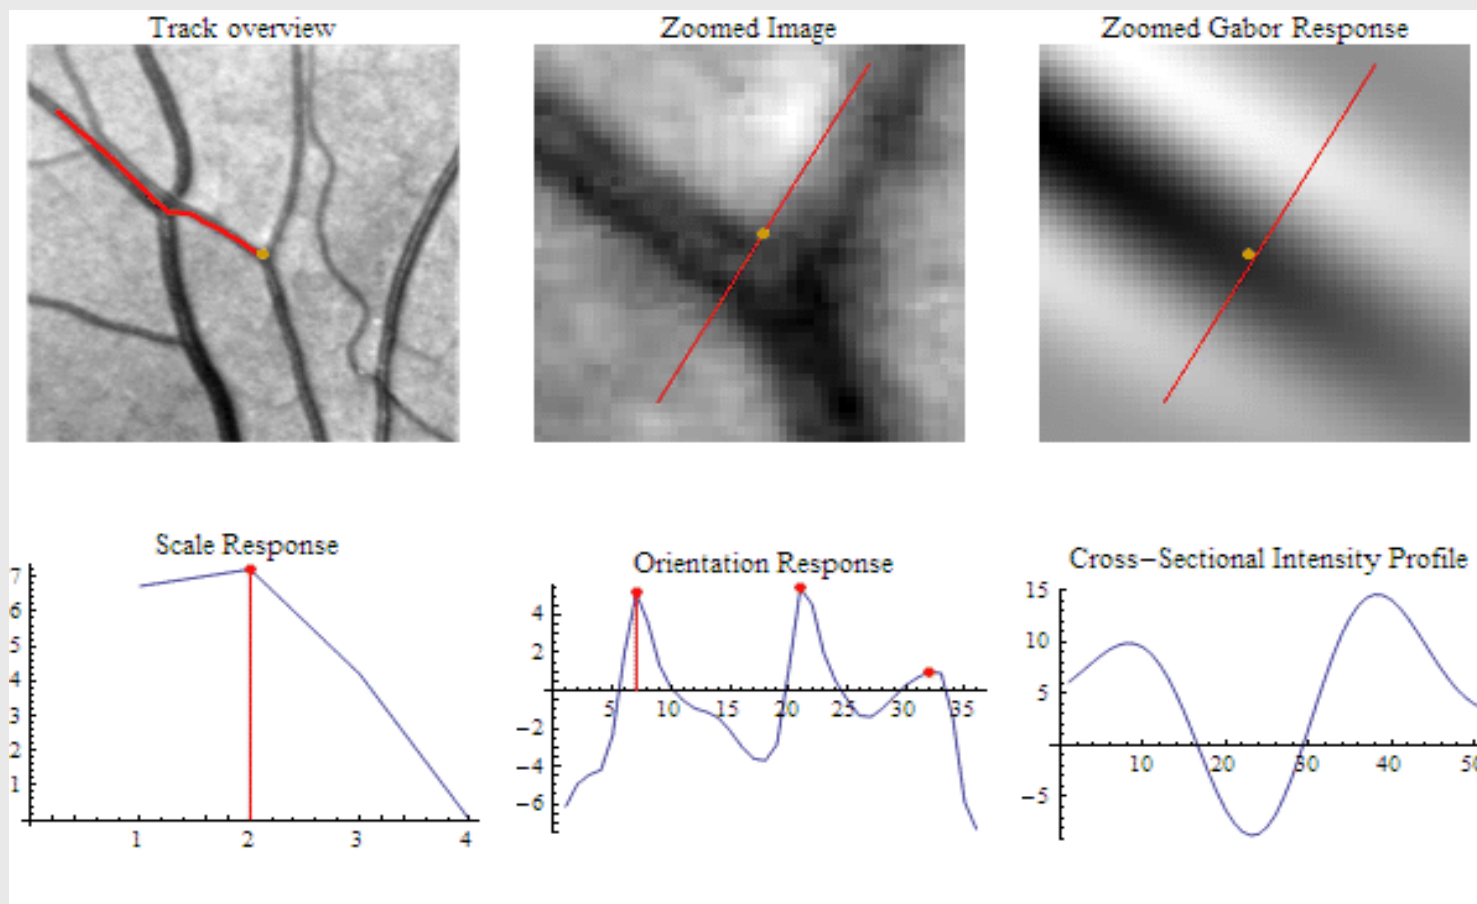 Track overview
Zoomed Image
Zoomed Gabor Response
Scale Response
7
6
5
4
3
2
1
1 2 3 4
Orientation Response
4
2
-2
-4
-6
5 10 15 20 25 30 35
Cross-Sectional Intensity Profile
15
10
5
-5
10 20 30 40 50